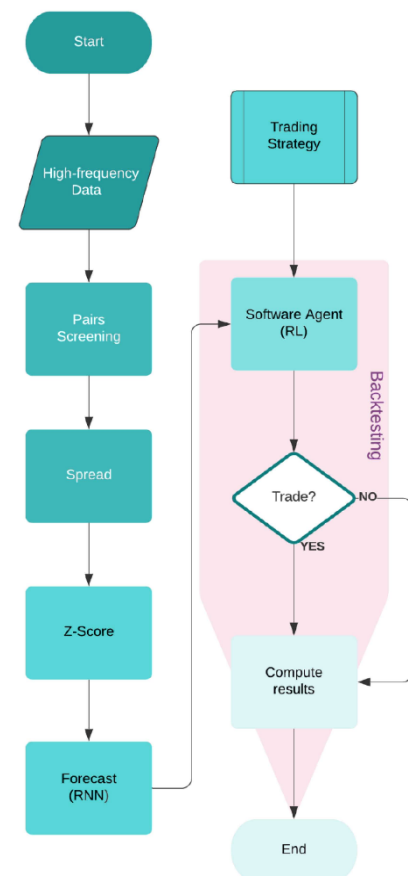 Start
High-frequency
Data
Pairs
Screening
Spread
Z-Score
Forecast
(RNN)
Trading
Strategy
Software Agent
(RL)
Backtesting
Trade?
NO
YES
Compute
results
End